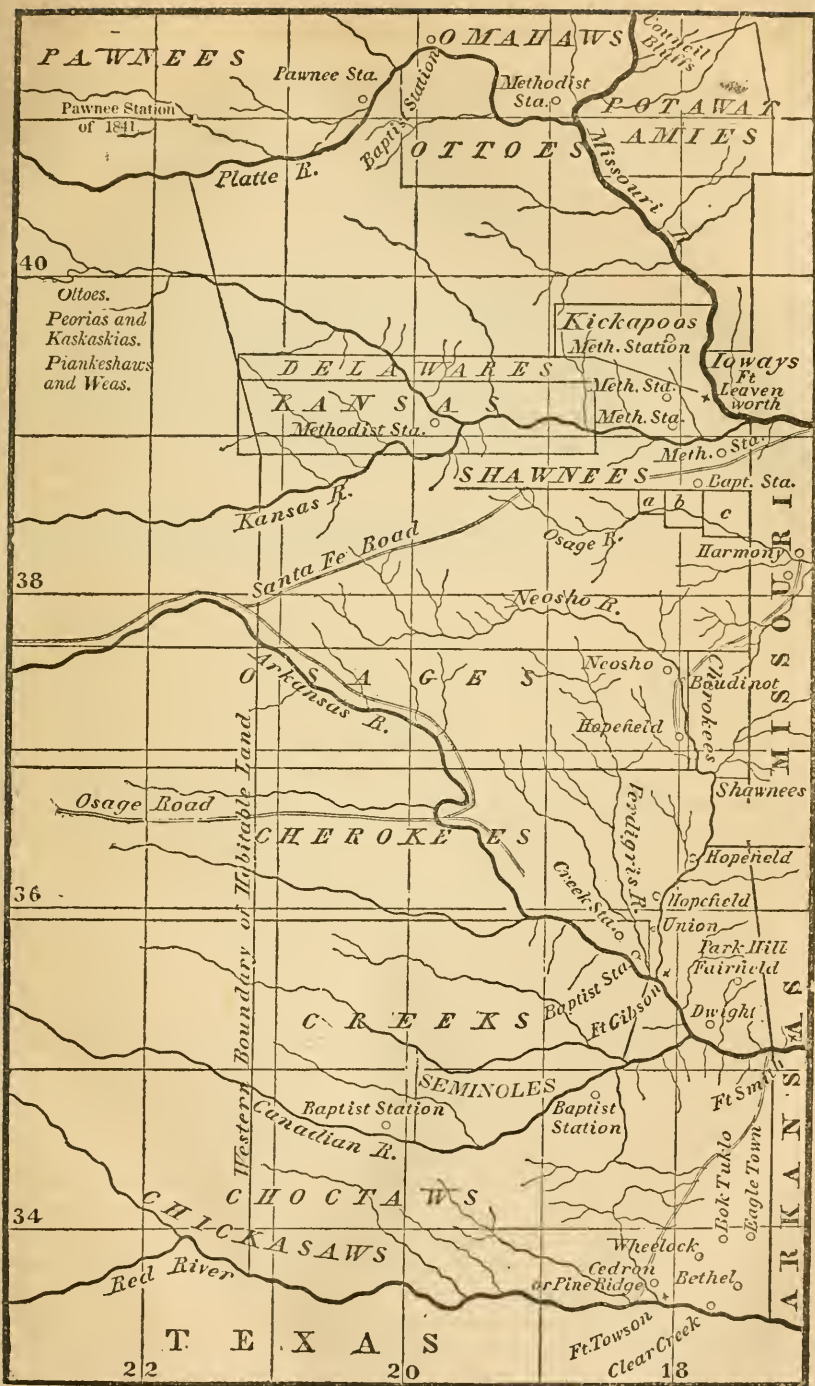 PAWNEES
OMAHAWS
Council
Bluffs
Pawnee Sta.
Baptist Station
Methodist
Sta.
Pawnee Station
of 1841.
POTAWAT
AMIES
OTTOES
Platte R.
Missouri R.
40
Oltoes.
Peorias and
Kaskaskias.
Piankeshaws
and Weas.
Kickapoos
Meth. Station
Ioways
Ft
Leaven
worth
DELAWARES
Meth. Sta.
KANSAS
Methodist Sta.
Meth. Sta.
Meth. Sta.
SHAWNEES
Bapt. Sta.
Kansas R.
a
b
c
Osage R.
Harmony
Santa Fe Road
38
Neosho R.
MISSOURI
OSAGES
Arkansas R.
Neosho
Cherokees
Boudinot
Hopefield
Western Boundary of Habitable Land
Shawnees
Osage Road
CHEROKEES
Verdigris R.
Hopefield
36
Creek Sta.
Hopefield
Union
Park Hill
Fairfield
Baptist Sta.
Ft Gibson
CREEKS
Dwight
SEMINOLES
Ft Smith
ARKANSAS
Baptist Station
Canadian R.
Baptist
Station
Bok Tuklo
Eagle Town
CHOCTAWS
34
CHICKASAWS
Wheelock
Cedron
or Pine Ridge
Bethel
Red River
Ft. Towson
Clear Creek
TEXAS
22
20
18